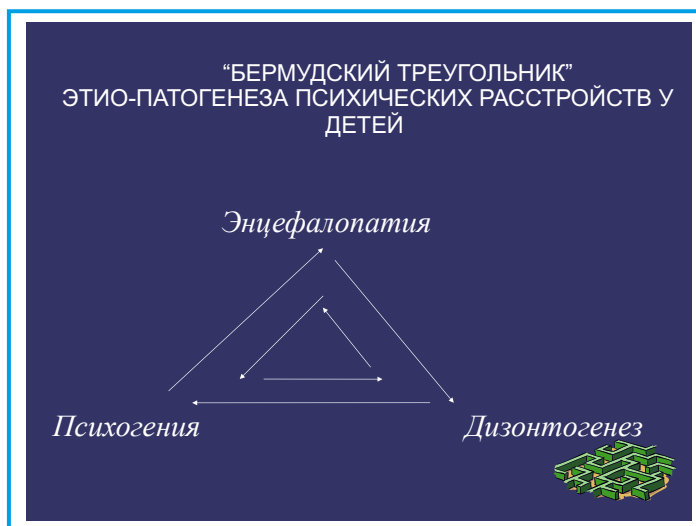 “БЕРМУДСКИЙ ТРЕУГОЛЬНИК”
ЭТИО-ПАТОГЕНЕЗА ПСИХИЧЕСКИХ РАССТРОЙСТВ У
ДЕТЕЙ
Энцефалопатия
Психогения
Дизонтогенез